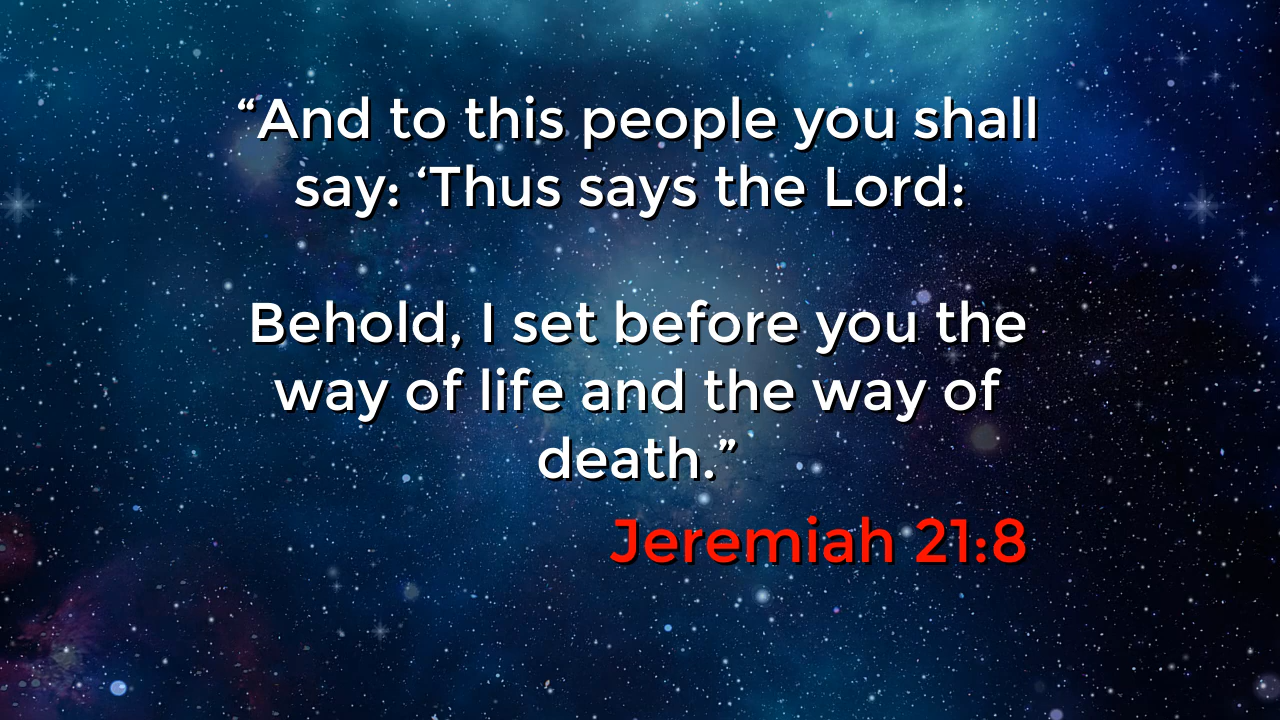 “And to this people you shall
say: ‘Thus says the Lord:
Behold, I set before you the
way of life and the way of
death.”
Jeremiah 21:8